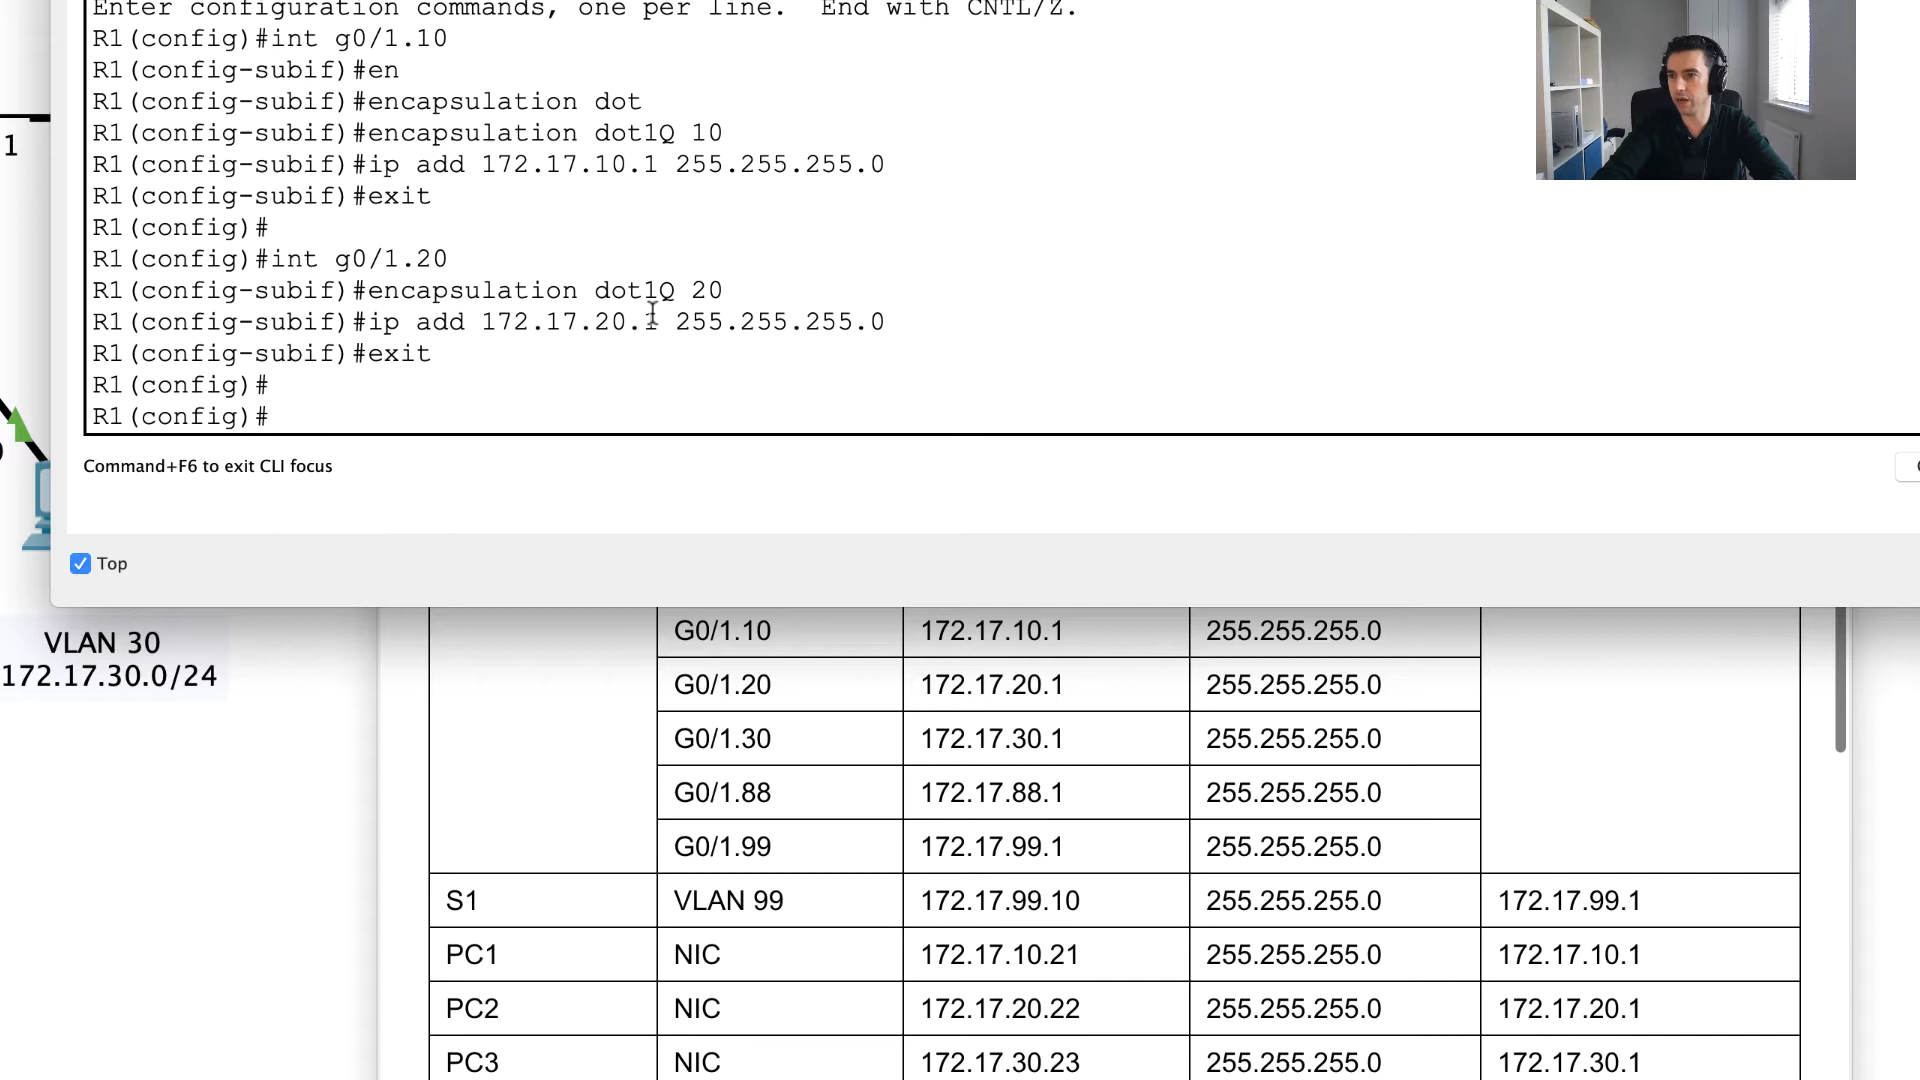 Enter configuration commands, one per line.  End with CNTL/Z.
R1(config)#int g0/1.10
R1(config-subif)#en
R1(config-subif)#encapsulation dot
R1(config-subif)#encapsulation dot1Q 10
R1(config-subif)#ip add 172.17.10.1 255.255.255.0
R1(config-subif)#exit
R1(config)#
R1(config)#int g0/1.20
R1(config-subif)#encapsulation dot1Q 20
R1(config-subif)#ip add 172.17.20.1 255.255.255.0
R1(config-subif)#exit
R1(config)#
R1(config)#
1
Command+F6 to exit CLI focus
Top
VLAN 30
172.17.30.0/24
G0/1.10 172.17.10.1 255.255.255.0
G0/1.20 172.17.20.1 255.255.255.0
G0/1.30 172.17.30.1 255.255.255.0
G0/1.88 172.17.88.1 255.255.255.0
G0/1.99 172.17.99.1 255.255.255.0
S1 VLAN 99 172.17.99.10 255.255.255.0 172.17.99.1
PC1 NIC 172.17.10.21 255.255.255.0 172.17.10.1
PC2 NIC 172.17.20.22 255.255.255.0 172.17.20.1
PC3 NIC 172.17.30.23 255.255.255.0 172.17.30.1